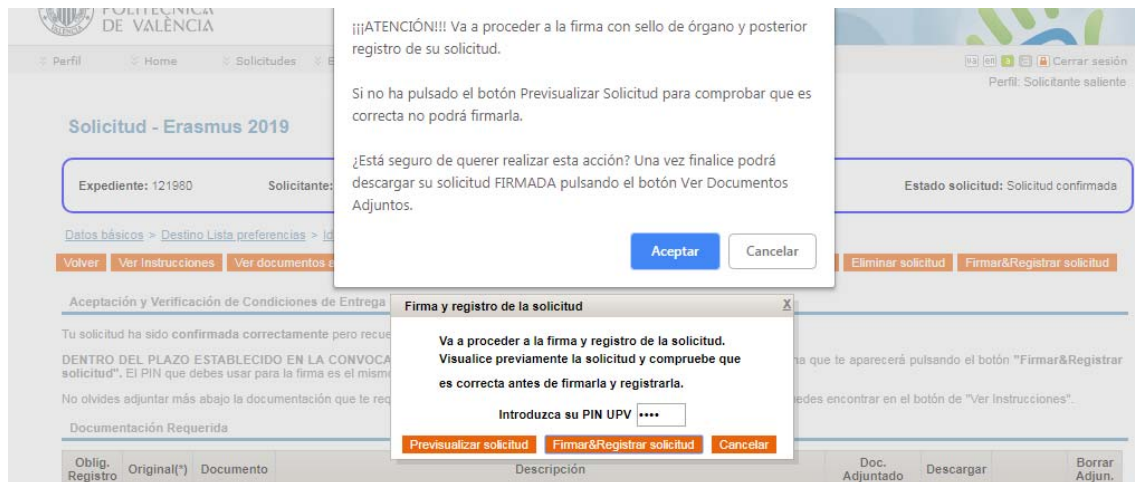 POLITÈCNICA
DE VALÈNCIA
¡¡¡ATENCIÓN!!! Va a proceder a la firma con sello de órgano y posterior
registro de su solicitud.
Si no ha pulsado el botón Previsualizar Solicitud para comprobar que es
correcta no podrá firmarla.
¿Está seguro de querer realizar esta acción? Una vez finalice podrá
descargar su solicitud FIRMADA pulsando el botón Ver Documentos
Adjuntos.
Aceptar Cancelar
Perfil Home Solicitudes
va en Cerrar sesión
Perfil: Solicitante saliente
Solicitud - Erasmus 2019
Expediente: 121980 Solicitante: Estado solicitud: Solicitud confirmada
Datos básicos > Destino Lista preferencias >
Volver Ver Instrucciones Ver documentos Eliminar solicitud Firmar&Registrar solicitud
Aceptación y Verificación de Condiciones de Entrega
Tu solicitud ha sido confirmada correctamente pero
DENTRO DEL PLAZO ESTABLECIDO EN LA que te aparecerá pulsando el botón "Firmar&Registrar
solicitud". El PIN que debes usar para la firma es el
No olvides adjuntar más abajo la documentación que te encontrar en el botón de "Ver Instrucciones".
Documentación Requerida
Firma y registro de la solicitud X
Va a proceder a la firma y registro de la solicitud.
Visualice previamente la solicitud y compruebe que
es correcta antes de firmarla y registrarla.
Introduzca su PIN UPV ••••
Previsualizar solicitud Firmar&Registrar solicitud Cancelar
Oblig. Registro Original(*) Documento Descripción Doc. Adjuntado Descargar Borrar Adjun.